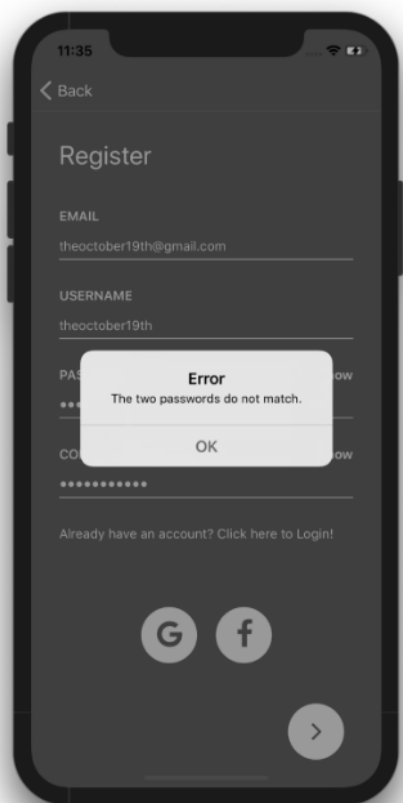 11:35
Back
Register
EMAIL
theoctober19th@gmail.com
USERNAME
theoctober19th
Error
The two passwords do not match.
OK
Already have an account? Click here to Login!
G f